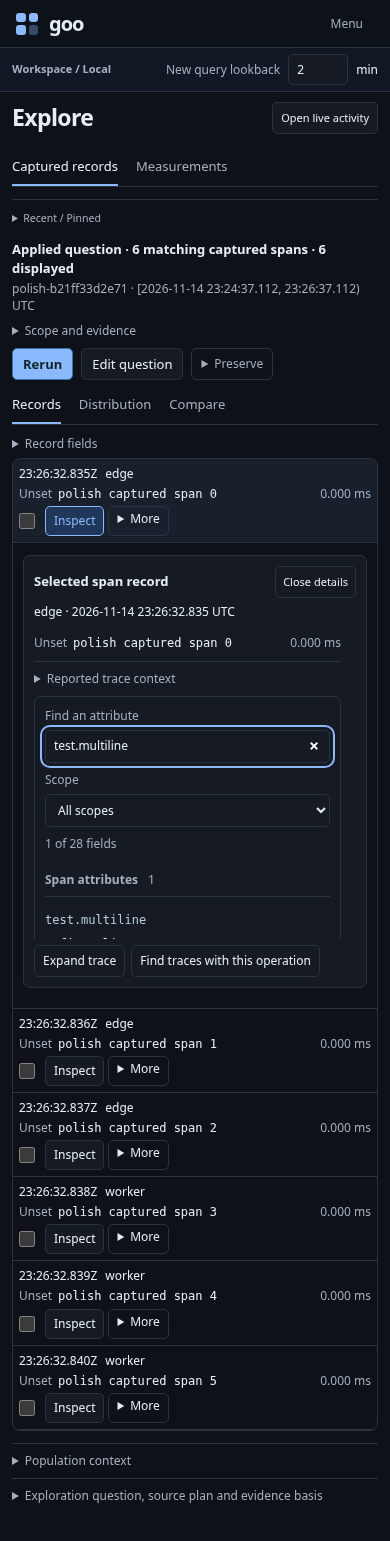 goo
Menu
Workspace / Local
New query lookback
2
min
Explore
Open live activity
Captured records
Measurements
Recent / Pinned
Applied question · 6 matching captured spans · 6
displayed
polish-b21ff33d2e71 · [2026-11-14 23:24:37.112, 23:26:37.112)
UTC
Scope and evidence
Rerun
Edit question
Preserve
Records
Distribution
Compare
Record fields
23:26:32.835Z edge
Unset polish captured span 0
0.000 ms
Inspect
More
Selected span record
Close details
edge · 2026-11-14 23:26:32.835 UTC
Unset polish captured span 0
0.000 ms
Reported trace context
Find an attribute
test.multiline
Scope
All scopes
1 of 28 fields
Span attributes 1
test.multiline
Expand trace
Find traces with this operation
23:26:32.836Z edge
Unset polish captured span 1
0.000 ms
Inspect
More
23:26:32.837Z edge
Unset polish captured span 2
0.000 ms
Inspect
More
23:26:32.838Z worker
Unset polish captured span 3
0.000 ms
Inspect
More
23:26:32.839Z worker
Unset polish captured span 4
0.000 ms
Inspect
More
23:26:32.840Z worker
Unset polish captured span 5
0.000 ms
Inspect
More
Population context
Exploration question, source plan and evidence basis